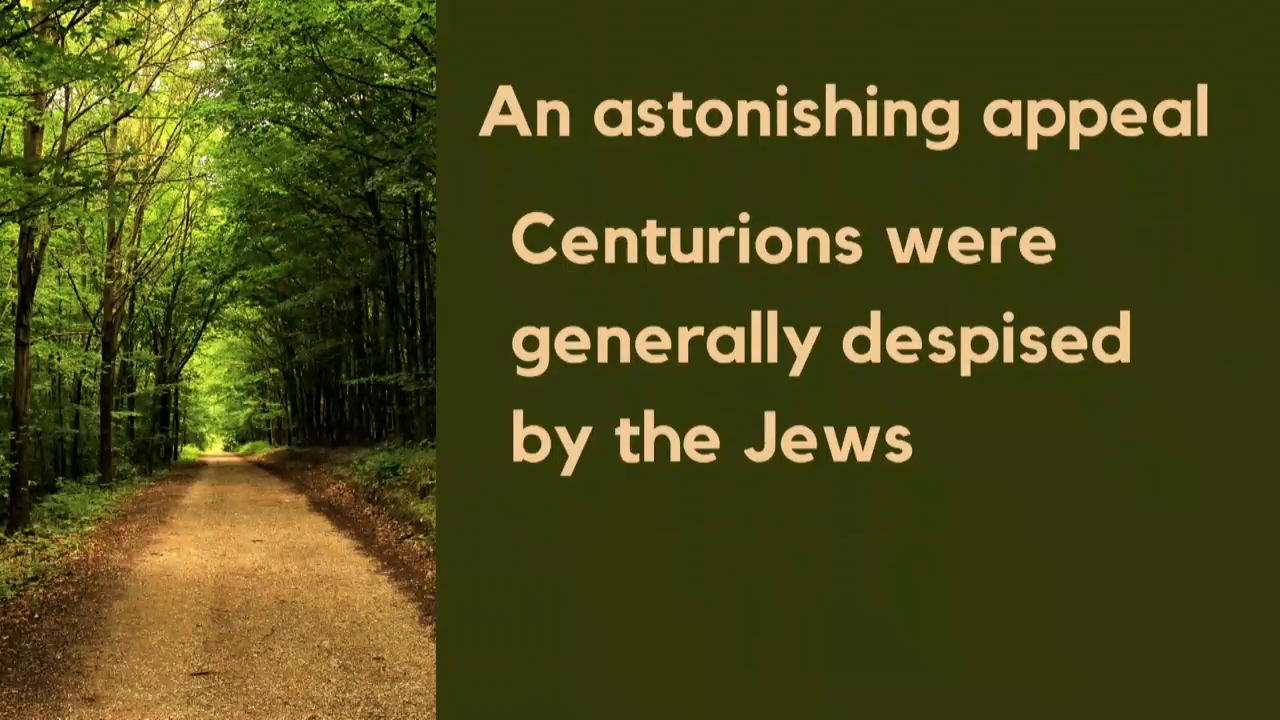 An astonishing appeal
Centurions were
generally despised
by the Jews